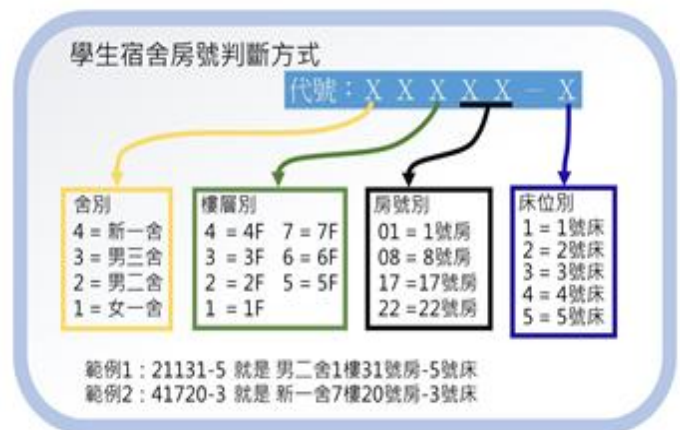 學生宿舍房號判斷方式
代號：X X X X X － X
舍別
4 = 新一舍
3 = 男三舍
2 = 男二舍
1 = 女一舍
樓層別
4 = 4F 7 = 7F
3 = 3F 6 = 6F
2 = 2F 5 = 5F
1 = 1F
房號別
01 = 1號房
08 = 8號房
17 =17號房
22 =22號房
床位別
1 = 1號床
2 = 2號床
3 = 3號床
4 = 4號床
5 = 5號床
範例1：21131-5 就是 男二舍1樓31號房-5號床
範例2：41720-3 就是 新一舍7樓20號房-3號床